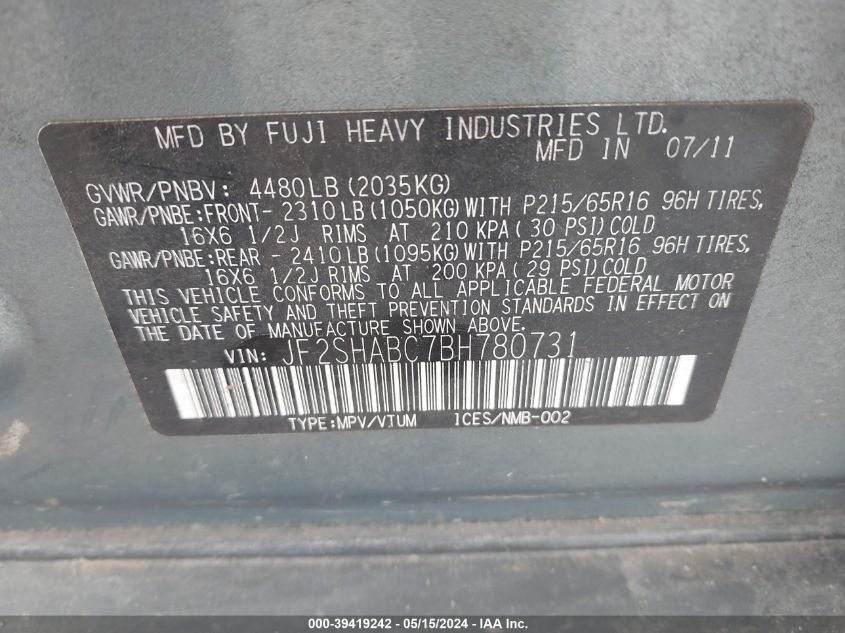 MFD BY FUJI HEAVY INDUSTRIES LTD.
MFD IN 07/11
GVWR/PNBV: 4480LB (2035KG)
GAWR/PNBE:FRONT- 2310LB (1050KG) WITH P215/65R16 96H TIRES,
16X6 1/2J RIMS AT 210 KPA (30 PSI) COLD
GAWR/PNBE:REAR - 2410LB (1095KG) WITH P215/65R16 96H TIRES,
16X6 1/2J RIMS AT 200 KPA (29 PSI) COLD
THIS VEHICLE CONFORMS TO ALL APPLICABLE FEDERAL MOTOR
VEHICLE SAFETY AND THEFT PREVENTION STANDARDS IN EFFECT ON
THE DATE OF MANUFACTURE SHOWN ABOVE.
VIN: JF2SHABC7BH780731
TYPE:MPV/VTUM ICES/NMB-002
000-39419242 - 05/15/2024 - IAA Inc.